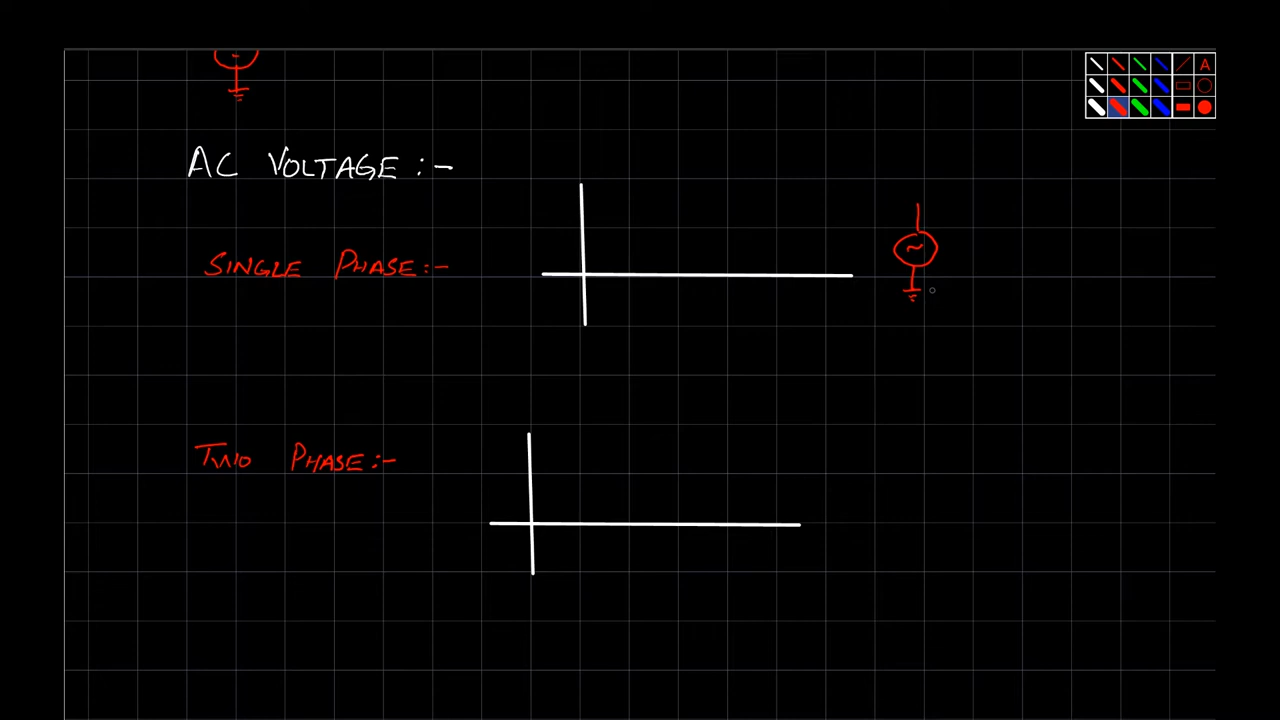 AC VOLTAGE :-
SINGLE PHASE:-
~
TWO PHASE:-
A